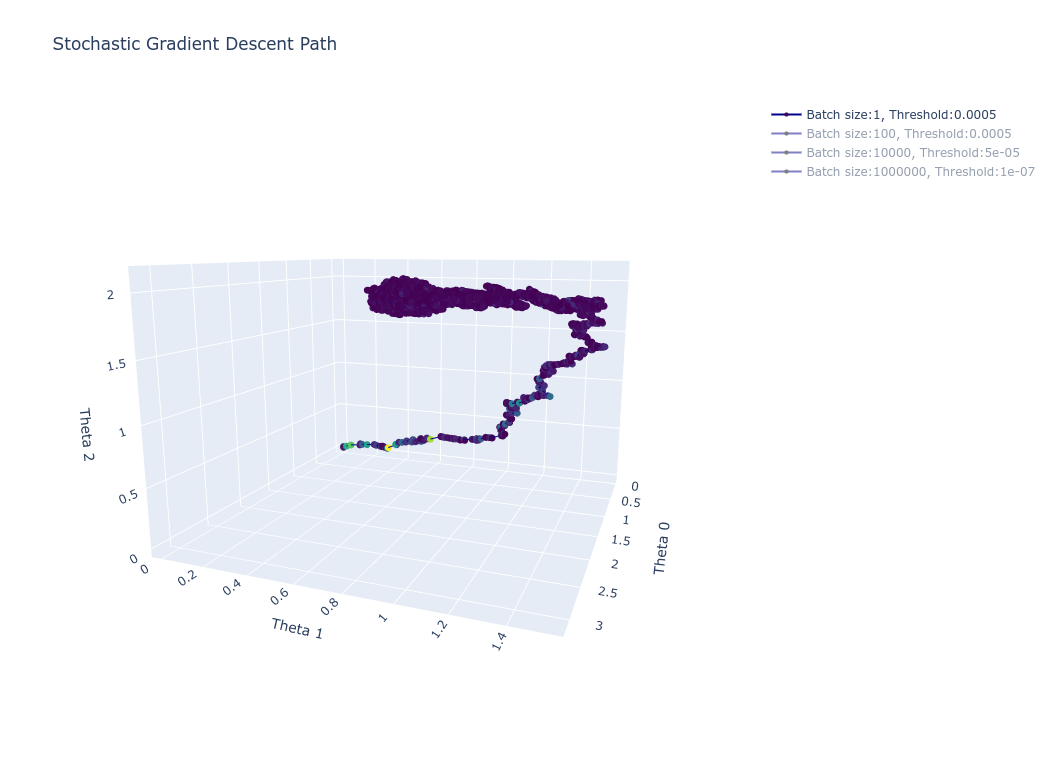 Stochastic Gradient Descent Path
Batch size:1, Threshold:0.0005
Batch size:100, Threshold:0.0005
Batch size:10000, Threshold:5e-05
Batch size:1000000, Threshold:1e-07
2
1.5
1
0.5
0
Theta 2
0
0.2
0.4
0.6
0.8
1
1.2
1.4
Theta 1
0
0.5
1
1.5
2
2.5
3
Theta 0